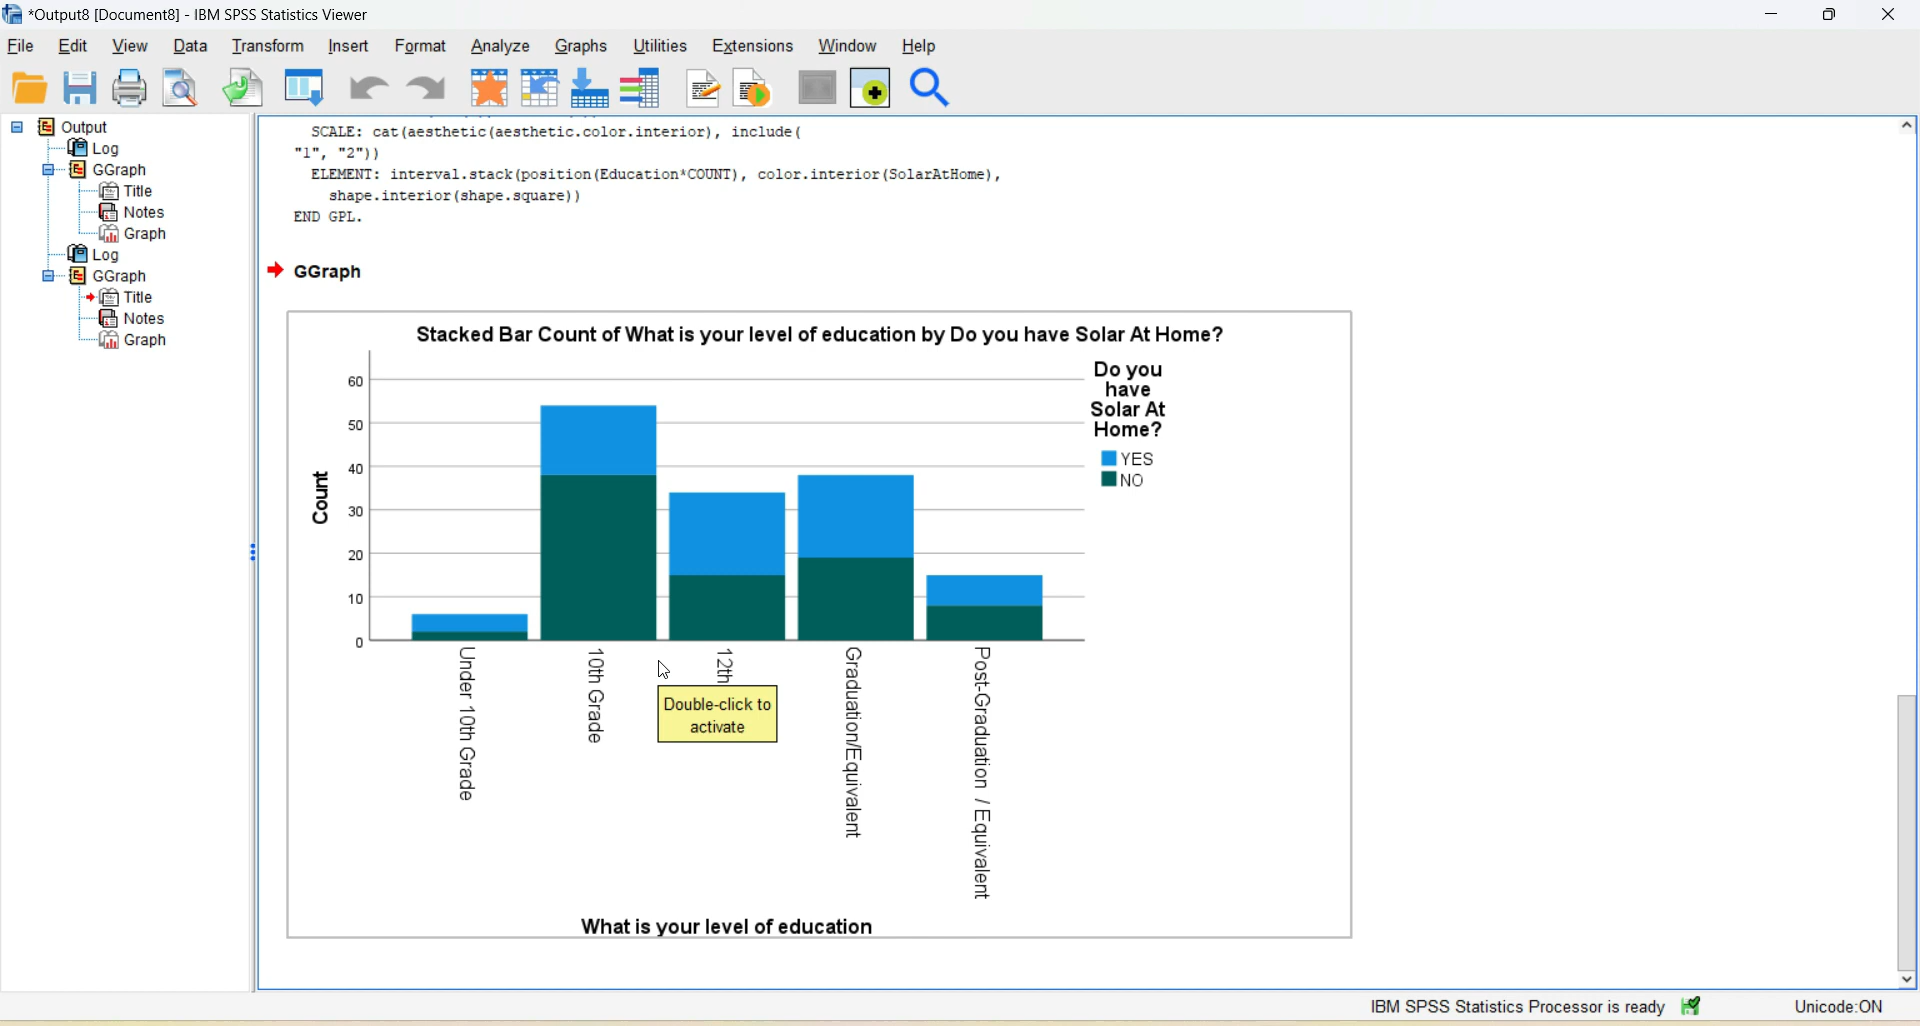 *Output8 [Document8] - IBM SPSS Statistics Viewer
File Edit View Data Transform Insert Format Analyze Graphs Utilities Extensions Window Help
Output
Log
GGraph
Title
Notes
Graph
Log
GGraph
Title
Notes
Graph
SCALE: cat(aesthetic(aesthetic.color.interior), include(
"1", "2"))
ELEMENT: interval.stack(position(Education*COUNT), color.interior(SolarAtHome),
shape.interior(shape.square))
END GPL.
GGraph
Stacked Bar Count of What is your level of education by Do you have Solar At Home?
Count
60
50
40
30
20
10
0
Do you
have
Solar At
Home?
YES
NO
Under 10th Grade
10th Grade
12th
Graduation/Equivalent
Post-Graduation / Equivalent
Double-click to
activate
What is your level of education
IBM SPSS Statistics Processor is ready
Unicode:ON